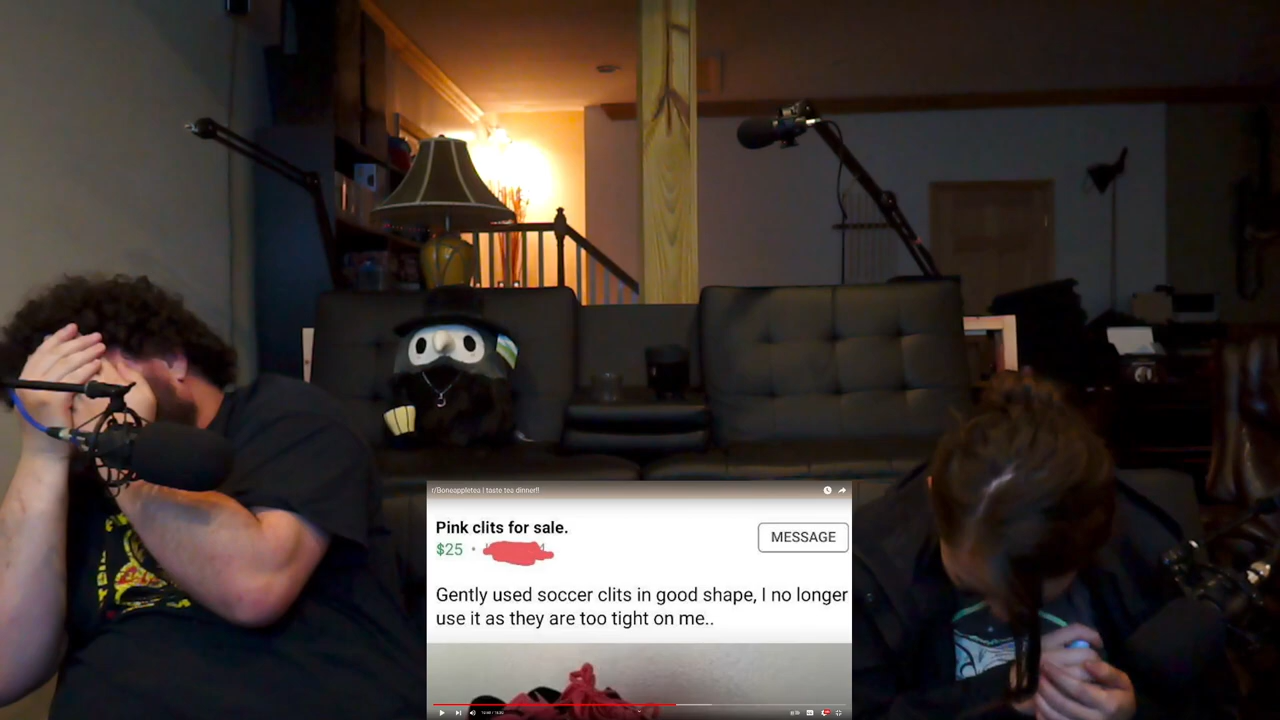 r/Boneappletea | taste tea dinner!!
Pink clits for sale.
$25 ·
MESSAGE
Gently used soccer clits in good shape, I no longer
use it as they are too tight on me..